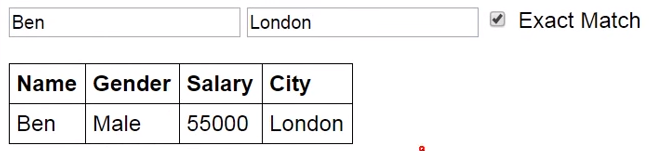 Ben London Exact Match
Name Gender Salary City
Ben Male 55000 London